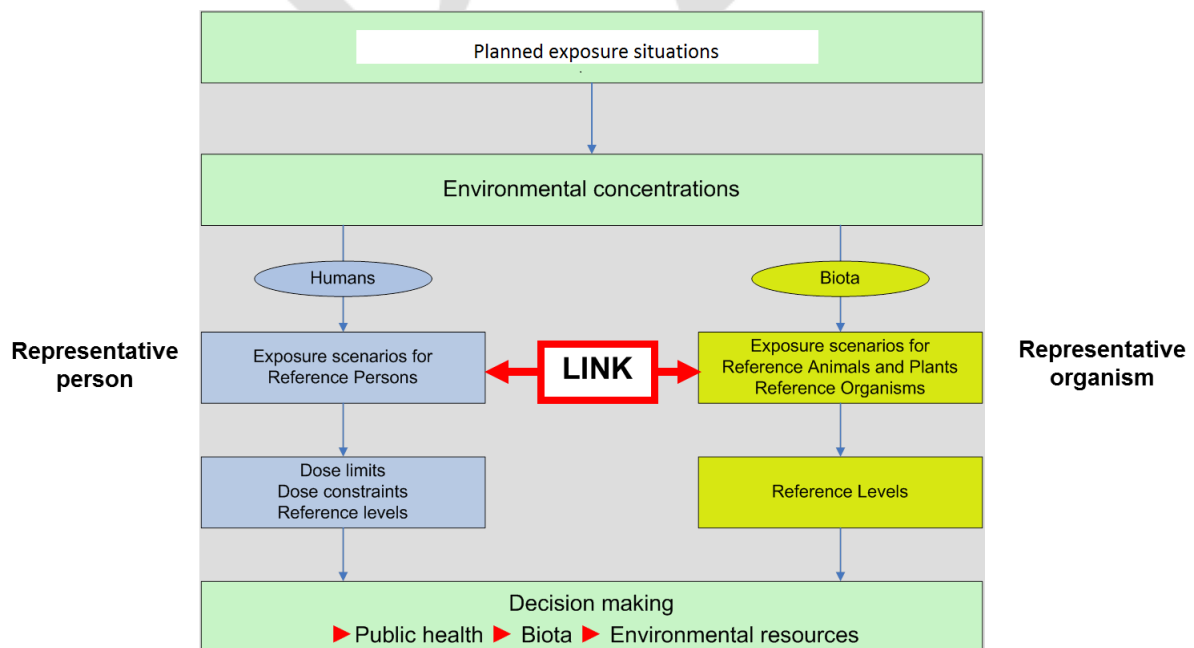 Planned exposure situations
Environmental concentrations
Humans
Biota
Representative
person
Exposure scenarios for
Reference Persons
LINK
Exposure scenarios for
Reference Animals and Plants
Reference Organisms
Representative
organism
Dose limits
Dose constraints
Reference levels
Reference Levels
Decision making
Public health
Biota
Environmental resources